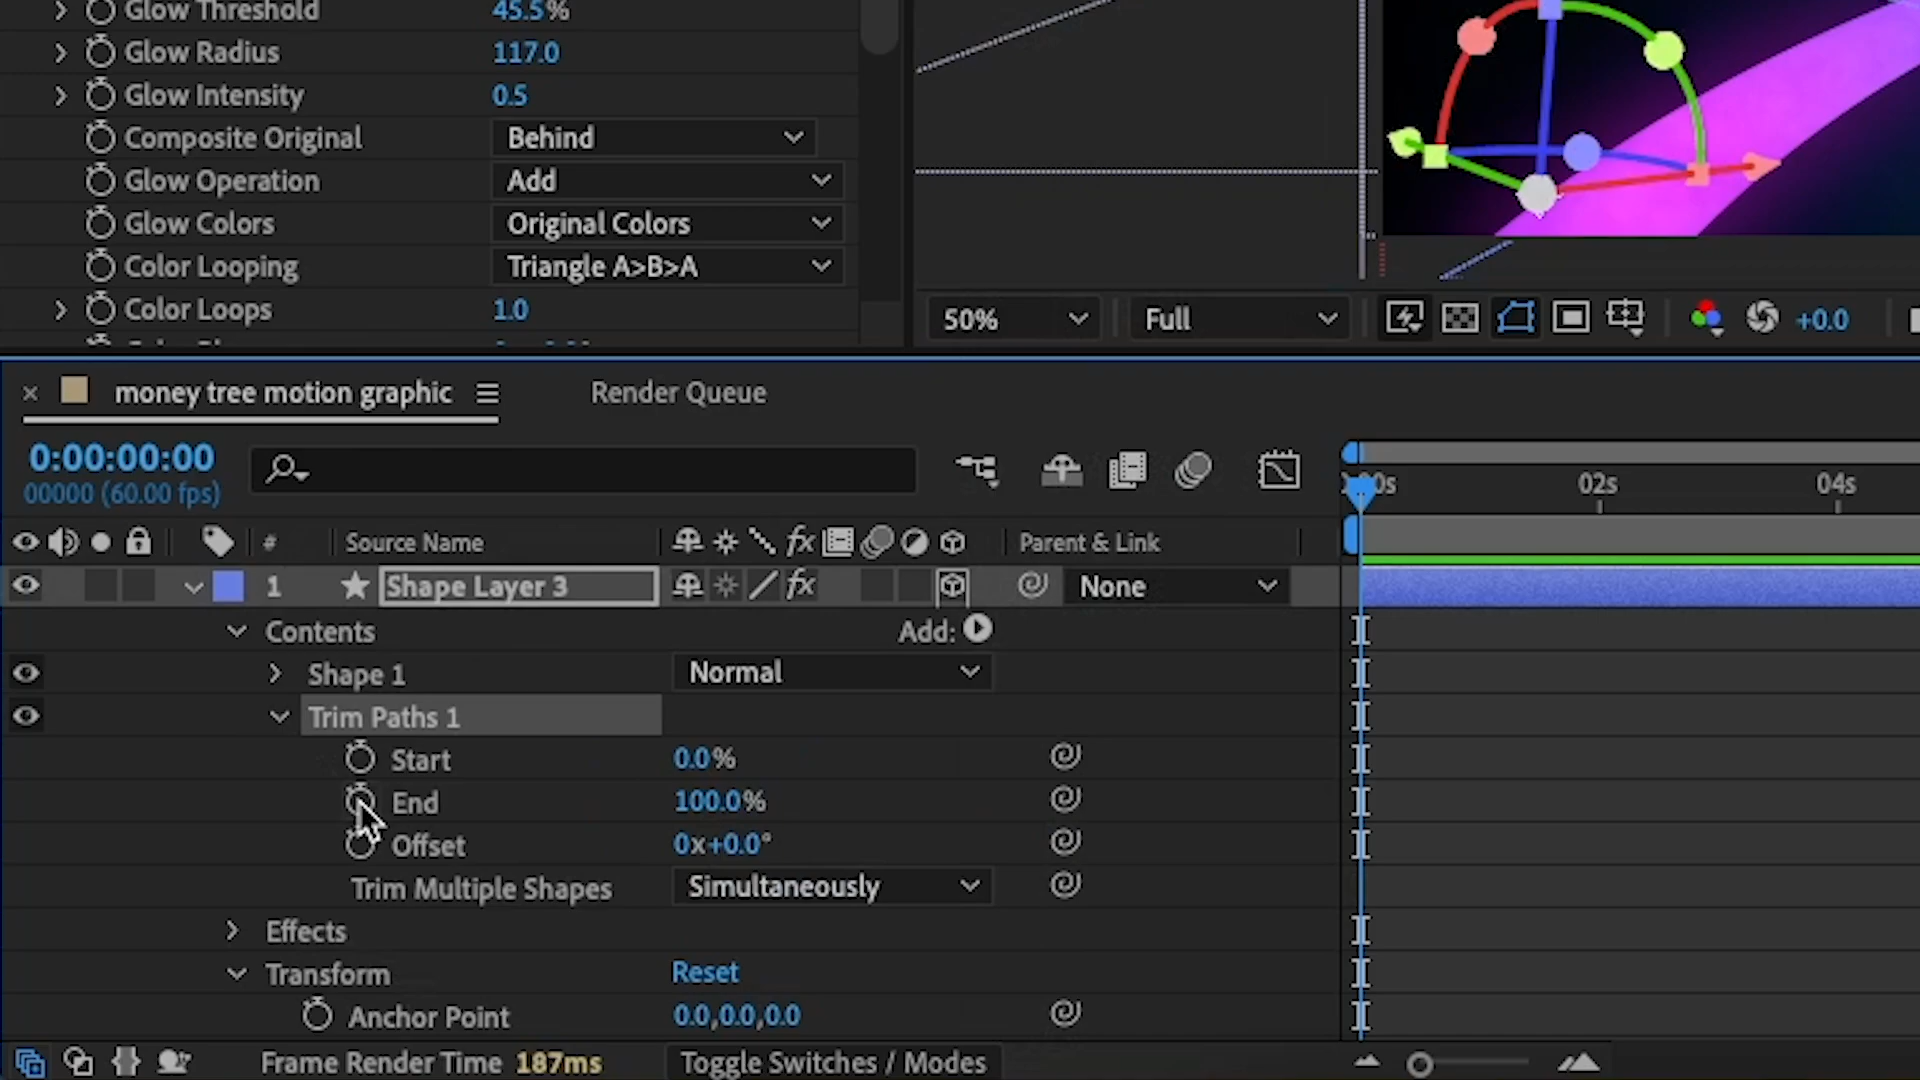 Glow Threshold 45.5%
Glow Radius 117.0
Glow Intensity 0.5
Composite Original Behind
Glow Operation Add
Glow Colors Original Colors
Color Looping Triangle A>B>A
Color Loops 1.0
50% Full +0.0
money tree motion graphic Render Queue
0:00:00:00
00000 (60.00 fps)
02s 04s
# Source Name fx Parent & Link
1 Shape Layer 3 fx None
Contents Add:
Shape 1 Normal
Trim Paths 1
Start 0.0%
End 100.0%
Offset 0x+0.0°
Trim Multiple Shapes Simultaneously
Effects
Transform Reset
Anchor Point 0.0,0.0,0.0
Frame Render Time 187ms Toggle Switches / Modes